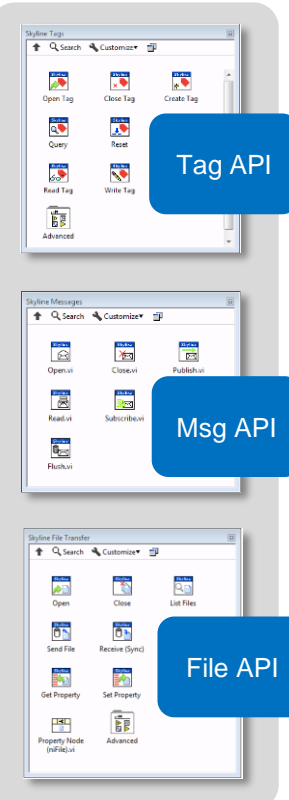 Skyline Tags
Search Customize
Open Tag Close Tag Create Tag
Query Reset
Read Tag Write Tag
Advanced
Tag API
Skyline Messages
Search Customize
Open.vi Close.vi Publish.vi
Read.vi Subscribe.vi
Flush.vi
Msg API
Skyline File Transfer
Search Customize
Open Close List Files
Send File Receive (Sync)
Get Property Set Property
Property Node Advanced
(niFile).vi
File API